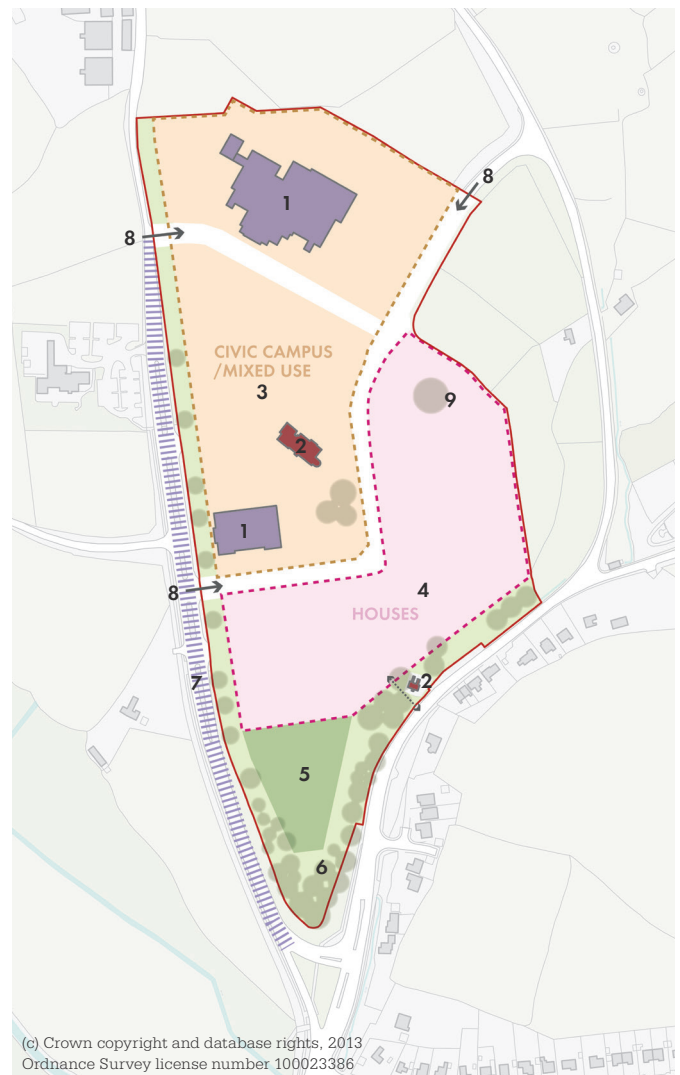 1
8
8
CIVIC CAMPUS
/MIXED USE
3
9
2
1
8
4
HOUSES
7
2
5
6
(c) Crown copyright and database rights, 2013
Ordnance Survey license number 100023386